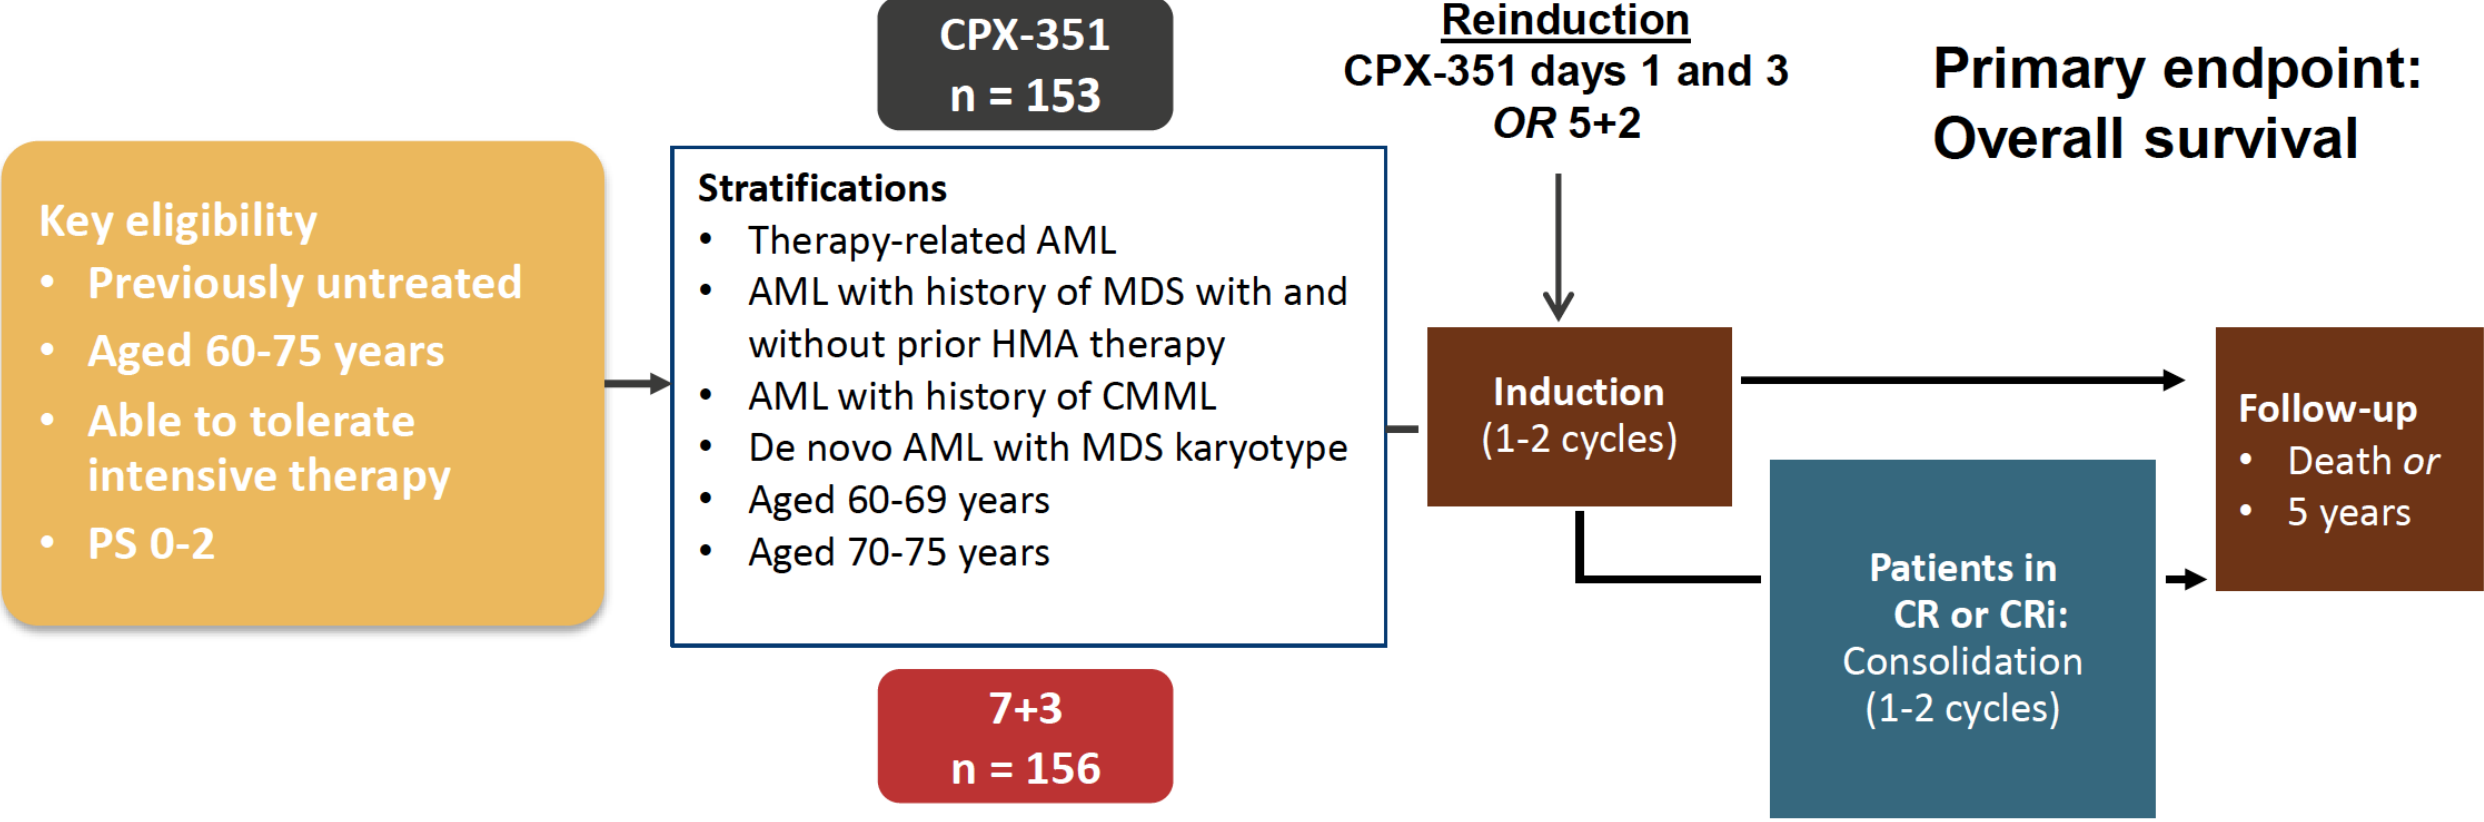 Key eligibility
• Previously untreated
• Aged 60-75 years
• Able to tolerate
intensive therapy
• PS 0-2
CPX-351
n = 153
Stratifications
• Therapy-related AML
• AML with history of MDS with and
without prior HMA therapy
• AML with history of CMML
• De novo AML with MDS karyotype
• Aged 60-69 years
• Aged 70-75 years
7+3
n = 156
Reinduction
CPX-351 days 1 and 3
OR 5+2
Induction
(1-2 cycles)
Patients in
CR or CRi:
Consolidation
(1-2 cycles)
Primary endpoint:
Overall survival
Follow-up
• Death or
• 5 years